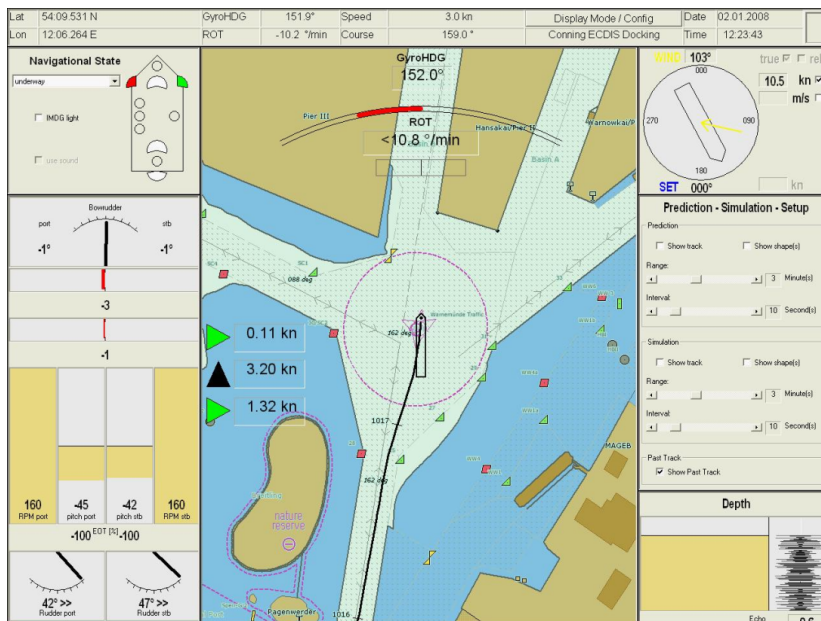 Lat 54:09.531 N GyroHDG 151.9° Speed 3.0 kn Display Mode / Config Date 02.01.2008
Lon 12:06.264 E ROT -10.2 °/min Course 159.0 ° Conning ECDIS Docking Time 12:23:43
Navigational State
underway
IMDG light
use sound
Bowrudder
port stb
-1° -1°
-3
-1
160 -45 -42 160
RPM port pitch port pitch stb RPM stb
-100 EOT [%] -100
42° >> 47° >>
Rudder port Rudder stb
GyroHDG
152.0°
Pier III
ROT
Hansakai/Pier II
Warnowkai/P
<10.8 °/min
Basin A
088 deg
Warnemünde Traffic
162 deg
0.11 kn
3.20 kn
1.32 kn
1017
162 deg
MAGEB
nature
reserve
Pagenwerder
1016
WIND 103° true rel
000
10.5 kn
m/s
270 090
180
SET 000° kn
Prediction - Simulation - Setup
Prediction
Show track Show shape(s)
Range:
3 Minute(s)
Interval:
10 Second(s)
Simulation
Show track Show shape(s)
Range:
3 Minute(s)
Interval:
10 Second(s)
Past Track
Show Past Track
Depth
Echo